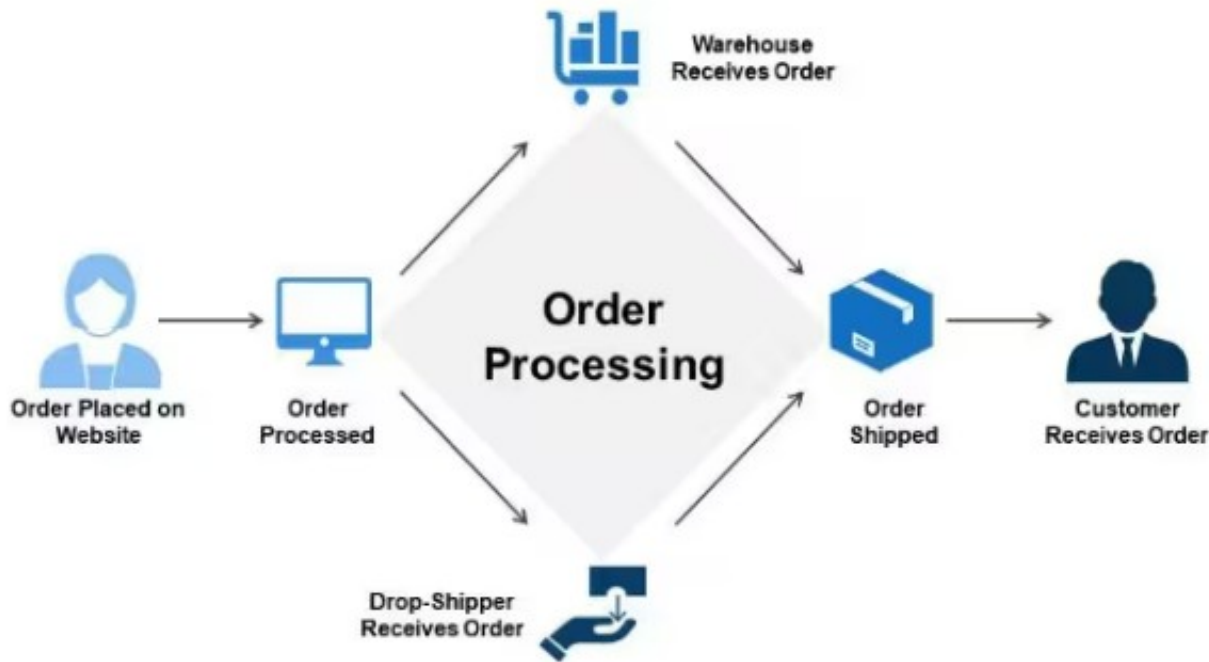 Warehouse
Receives Order
Order
Processing
Order Placed on
Website
Order
Processed
Order
Shipped
Customer
Receives Order
Drop-Shipper
Receives Order